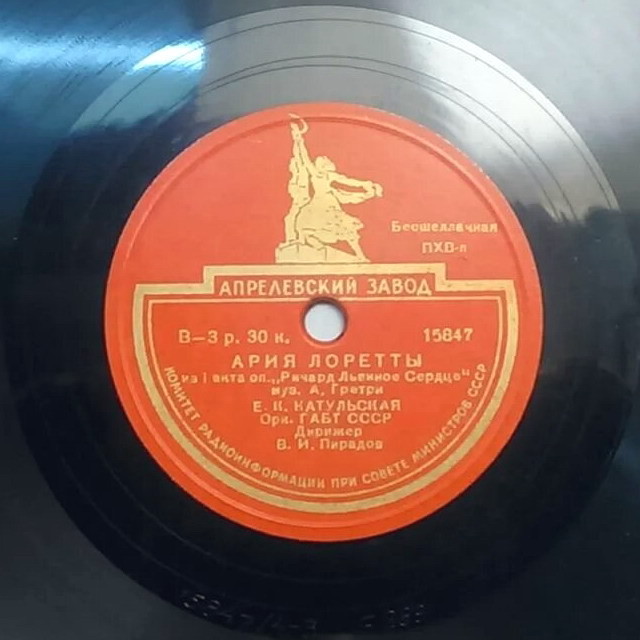 Бесшеллачная
ПХВ-п
АПРЕЛЕВСКИЙ ЗАВОД
В—3 р. 30 к. 15847
АРИЯ ЛОРЕТТЫ
из I акта оп. „Ричард Львиное Сердце"
муз. А. Гретри
Е. К. КАТУЛЬСКАЯ
Орк. ГАБТ СССР
Дирижер
В. И. Пирадов
КОМИТЕТ РАДИОИНФОРМАЦИИ ПРИ СОВЕТЕ МИНИСТРОВ СССР